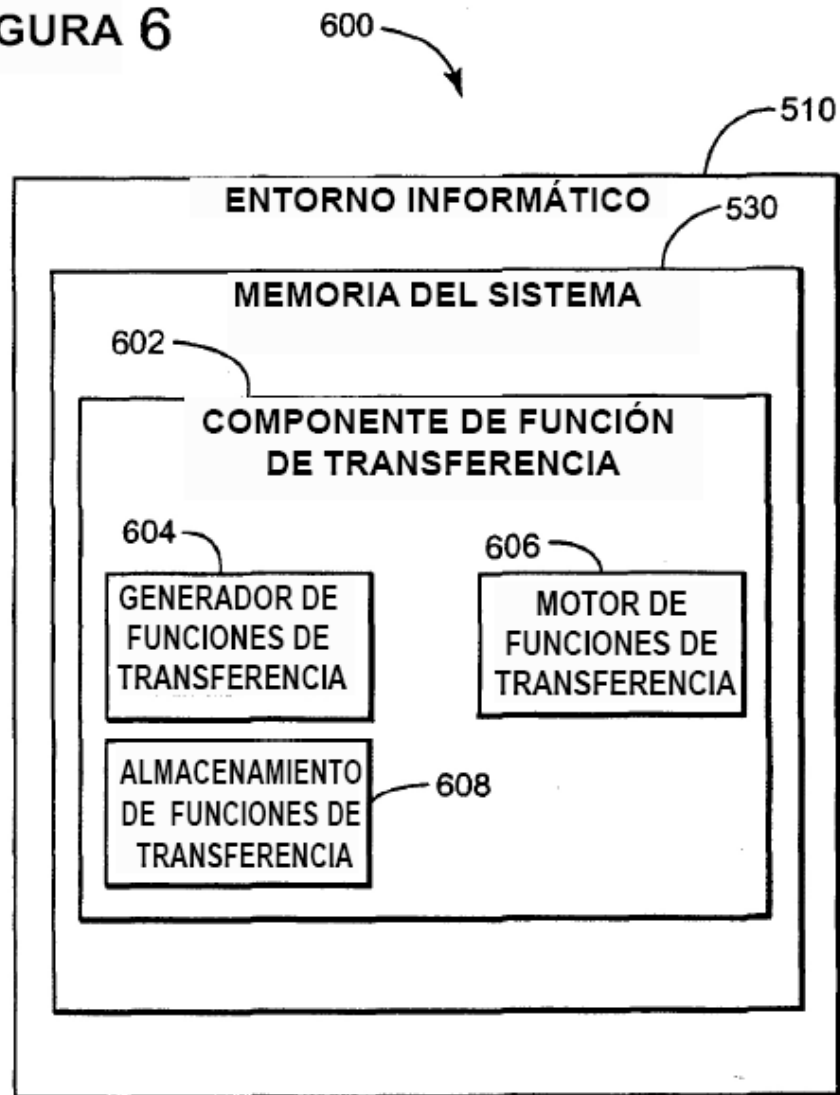 GURA 6
600
510
ENTORNO INFORMÁTICO
530
MEMORIA DEL SISTEMA
602
COMPONENTE DE FUNCIÓN
DE TRANSFERENCIA
604
GENERADOR DE
FUNCIONES DE
TRANSFERENCIA
606
MOTOR DE
FUNCIONES DE
TRANSFERENCIA
ALMACENAMIENTO
DE FUNCIONES DE
TRANSFERENCIA
608